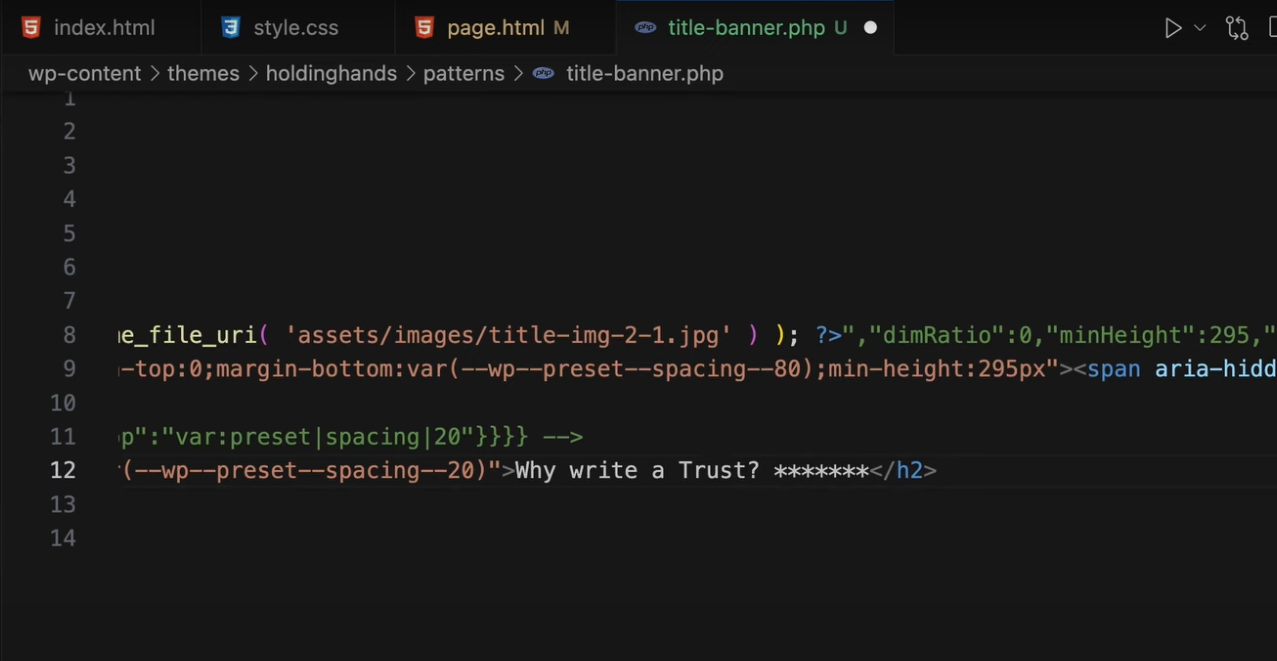 index.html style.css page.html M title-banner.php U
wp-content > themes > holdinghands > patterns > title-banner.php
1
2
3
4
5
6
7
8 e_file_uri( 'assets/images/title-img-2-1.jpg' ) ); ?>","dimRatio":0,"minHeight":295,"
9 -top:0;margin-bottom:var(--wp--preset--spacing--80);min-height:295px"><span aria-hidd
10
11 p":"var:preset|spacing|20"}}}} -->
12 (--wp--preset--spacing--20)">Why write a Trust? *******</h2>
13
14